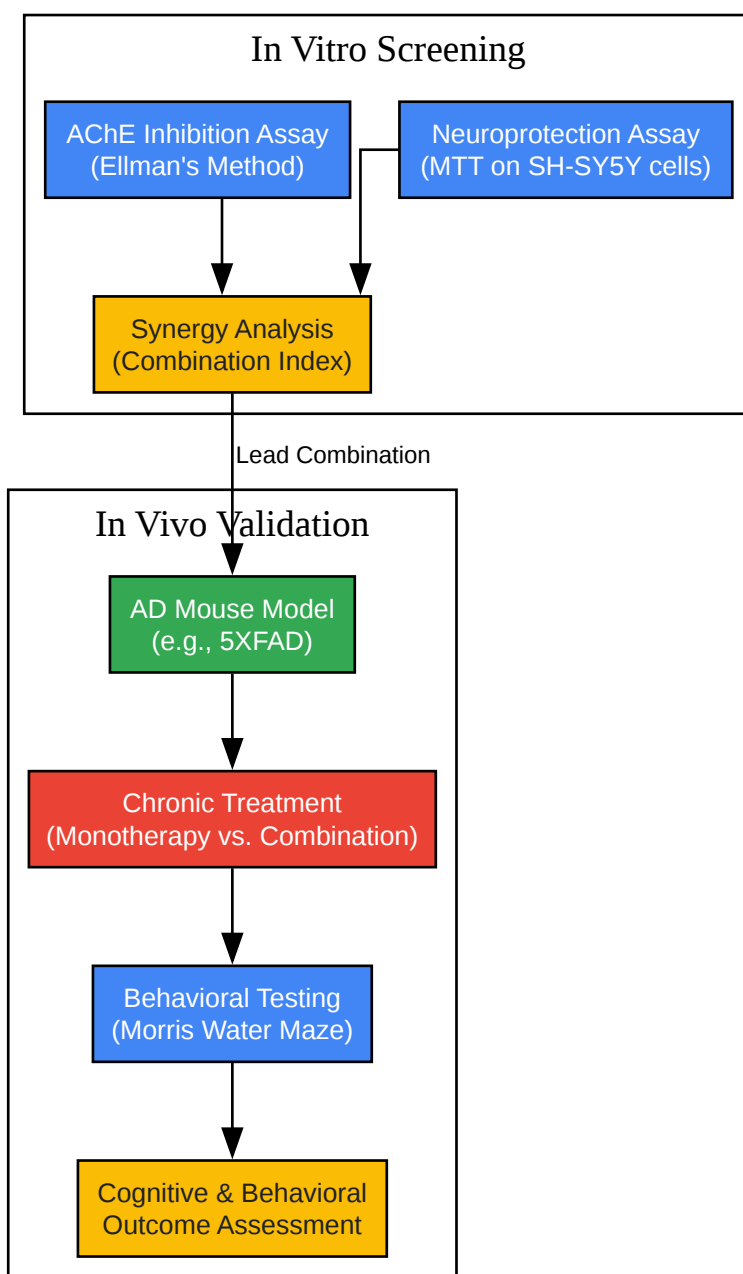 In Vitro Screening
AChE Inhibition Assay
(Ellman's Method)
Neuroprotection Assay
(MTT on SH-SY5Y cells)
Synergy Analysis
(Combination Index)
Lead Combination
In Vivo Validation
AD Mouse Model
(e.g., 5XFAD)
Chronic Treatment
(Monotherapy vs. Combination)
Behavioral Testing
(Morris Water Maze)
Cognitive & Behavioral
Outcome Assessment